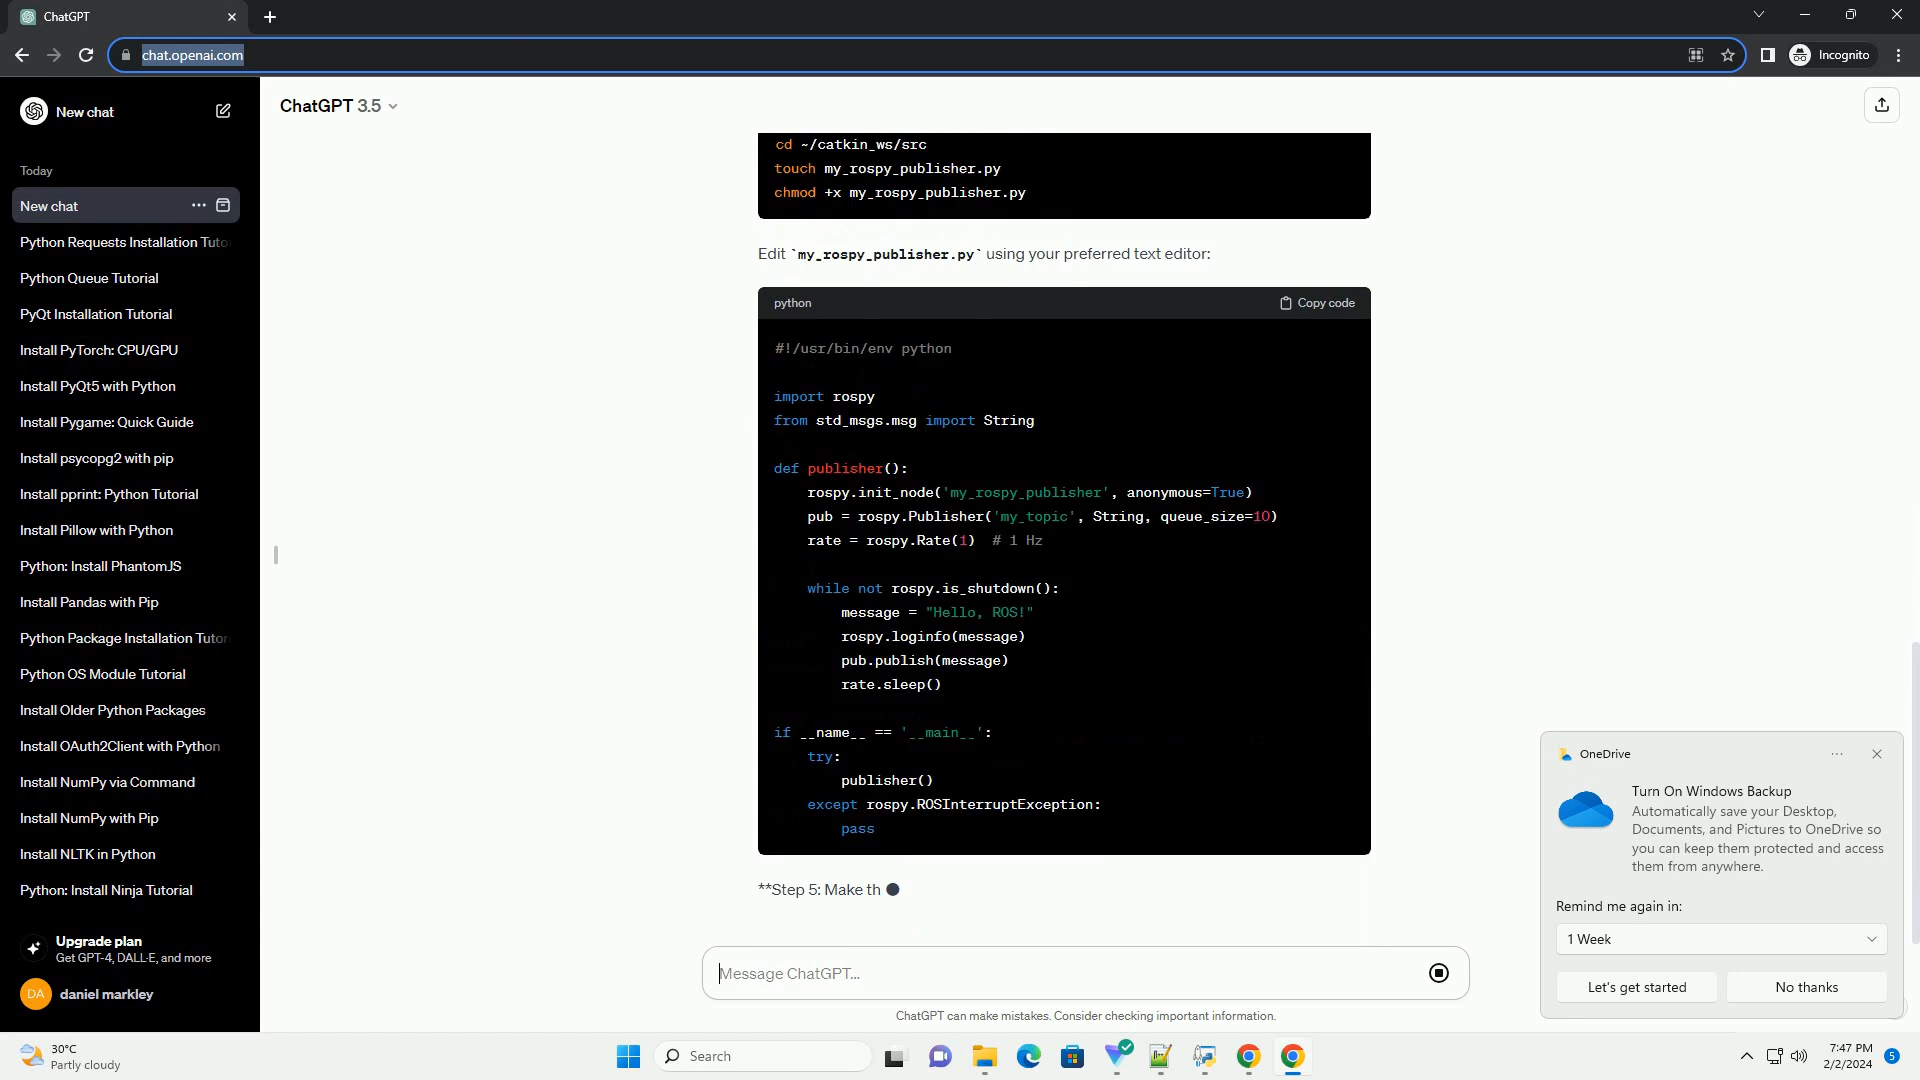 ChatGPT
chat.openai.com
Incognito
New chat
ChatGPT 3.5
Today
New chat
Python Requests Installation Tuto
Python Queue Tutorial
PyQt Installation Tutorial
Install PyTorch: CPU/GPU
Install PyQt5 with Python
Install Pygame: Quick Guide
Install psycopg2 with pip
Install pprint: Python Tutorial
Install Pillow with Python
Python: Install PhantomJS
Install Pandas with Pip
Python Package Installation Tutor
Python OS Module Tutorial
Install Older Python Packages
Install OAuth2Client with Python
Install NumPy via Command
Install NumPy with Pip
Install NLTK in Python
Python: Install Ninja Tutorial
Upgrade plan
Get GPT-4, DALL·E, and more
DA daniel markley
cd ~/catkin_ws/src
touch my_rospy_publisher.py
chmod +x my_rospy_publisher.py
Edit `my_rospy_publisher.py` using your preferred text editor:
python Copy code
#!/usr/bin/env python
import rospy
from std_msgs.msg import String
def publisher():
rospy.init_node('my_rospy_publisher', anonymous=True)
pub = rospy.Publisher('my_topic', String, queue_size=10)
rate = rospy.Rate(1)  # 1 Hz
while not rospy.is_shutdown():
message = "Hello, ROS!"
rospy.loginfo(message)
pub.publish(message)
rate.sleep()
if __name__ == '__main__':
try:
publisher()
except rospy.ROSInterruptException:
pass
**Step 5: Make th
Message ChatGPT...
ChatGPT can make mistakes. Consider checking important information.
OneDrive
Turn On Windows Backup
Automatically save your Desktop,
Documents, and Pictures to OneDrive so
you can keep them protected and access
them from anywhere.
Remind me again in:
1 Week
Let's get started
No thanks
30°C
Partly cloudy
Search
7:47 PM
2/2/2024
5